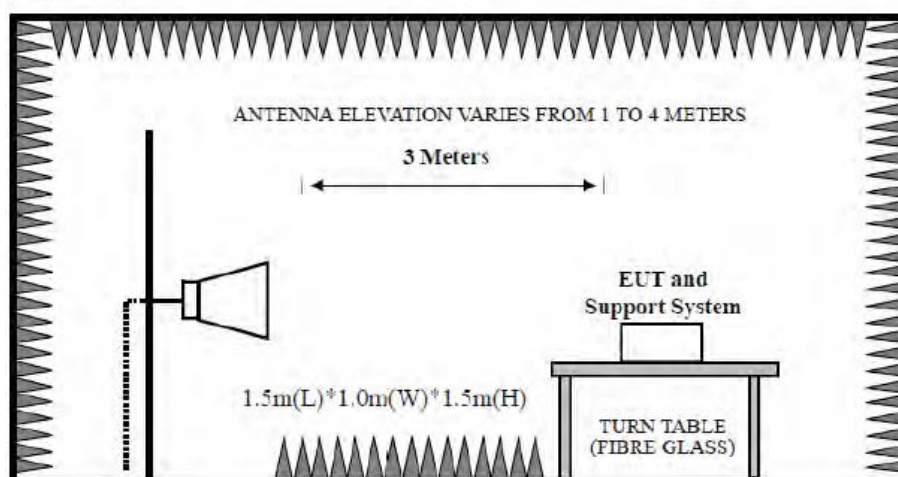 ANTENNA ELEVATION VARIES FROM 1 TO 4 METERS
3 Meters
EUT and
Support System
1.5m(L)*1.0m(W)*1.5m(H)
TURN TABLE
(FIBRE GLASS)